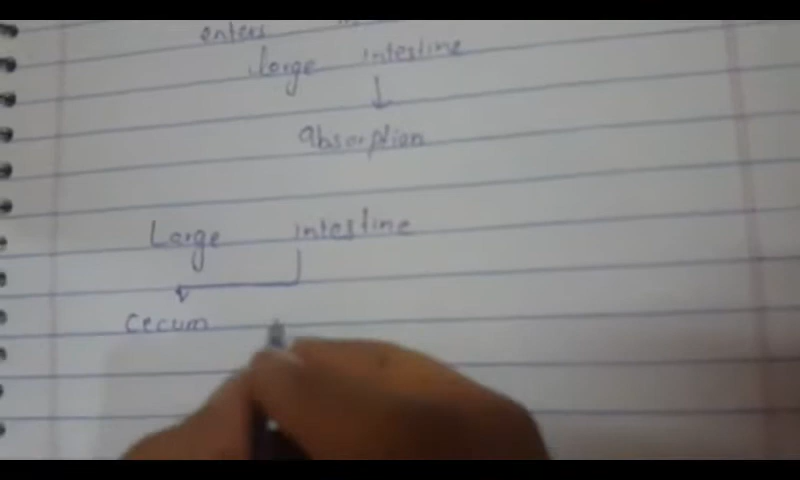 enters
Large intestine
absorption
Large intestine
Cecum